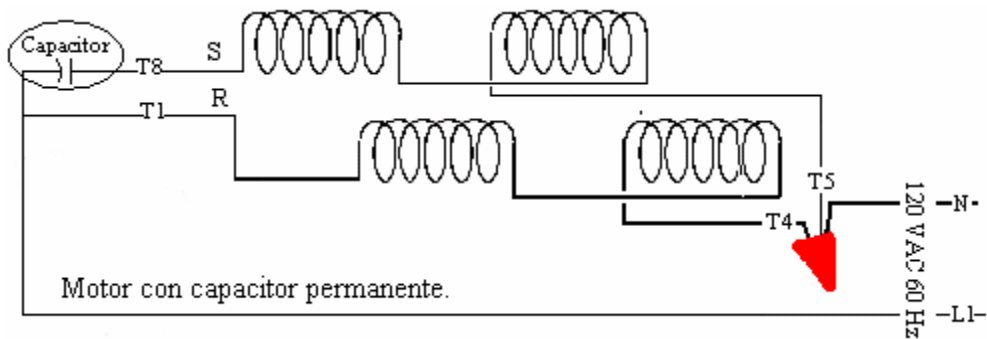 Capacitor
T8
S
T1
R
T5
T4
N
120 VAC 60 Hz
L1
Motor con capacitor permanente.